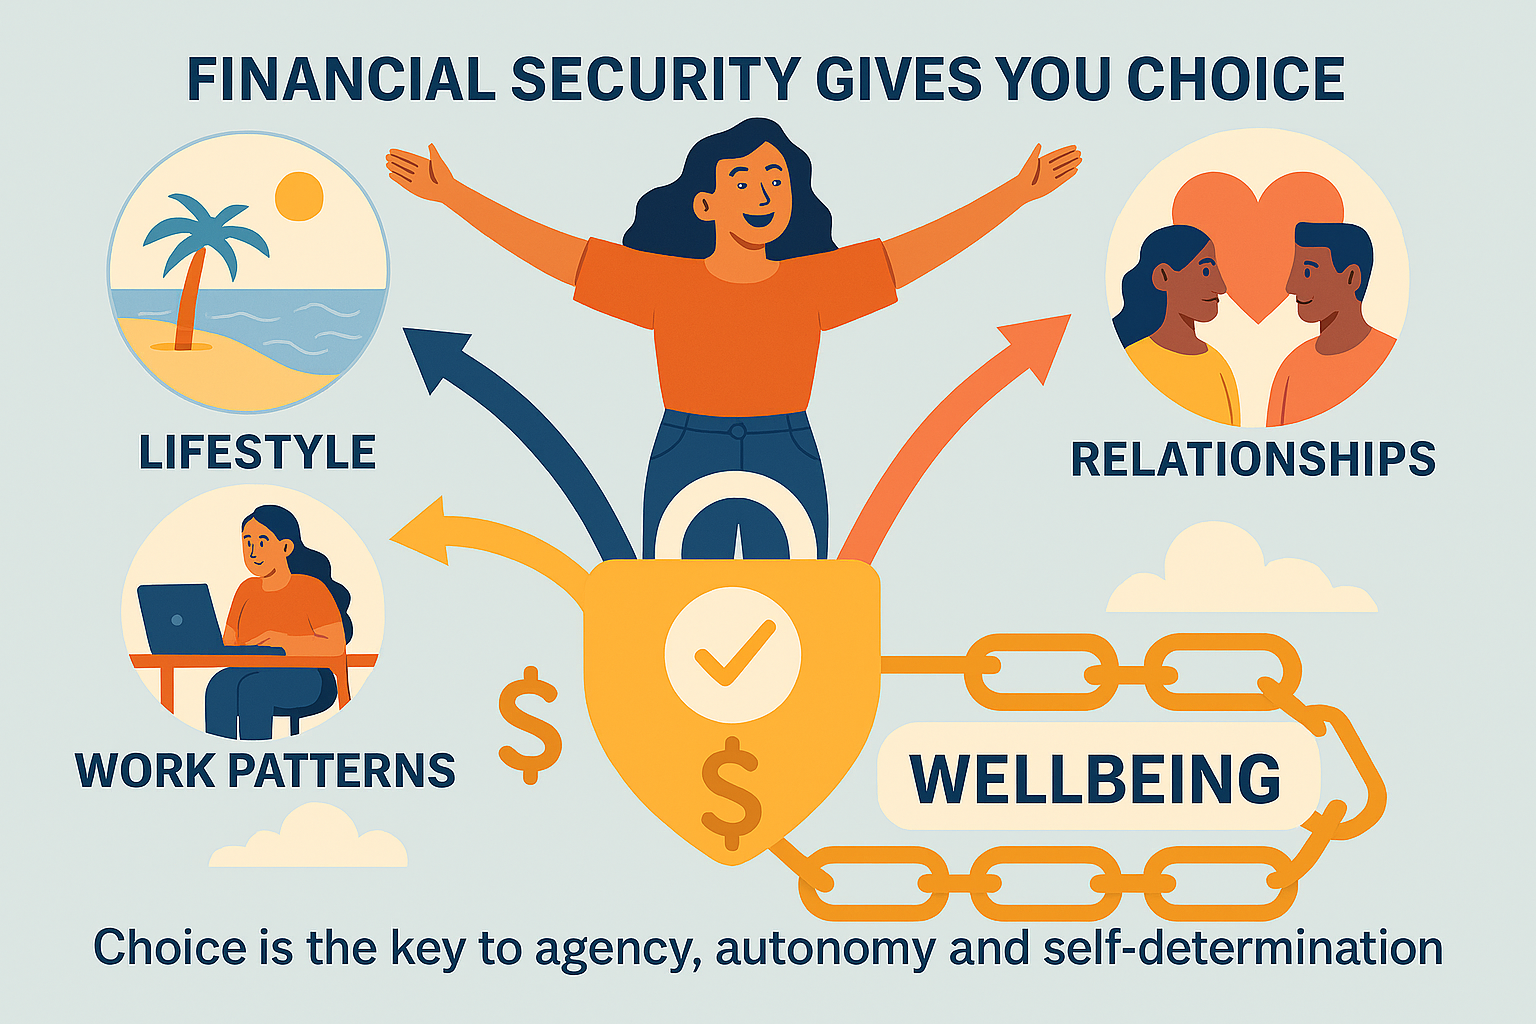 FINANCIAL SECURITY GIVES YOU CHOICE
LIFESTYLE
RELATIONSHIPS
WORK PATTERNS
$
$
WELLBEING
Choice is the key to agency, autonomy and self-determination